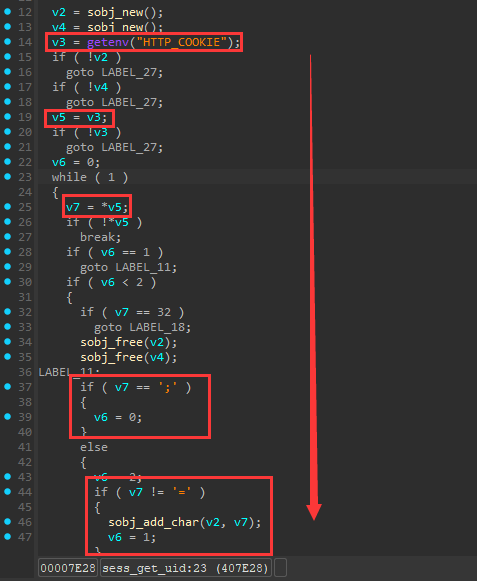 12 v2 = sobj_new();
13 v4 = sobj_new();
14 v3 = getenv("HTTP_COOKIE");
15 if ( !v2 )
16 goto LABEL_27;
17 if ( !v4 )
18 goto LABEL_27;
19 v5 = v3;
20 if ( !v3 )
21 goto LABEL_27;
22 v6 = 0;
23 while ( 1 )
24 {
25 v7 = *v5;
26 if ( !*v5 )
27 break;
28 if ( v6 == 1 )
29 goto LABEL_11;
30 if ( v6 < 2 )
31 {
32 if ( v7 == 32 )
33 goto LABEL_18;
34 sobj_free(v2);
35 sobj_free(v4);
36 LABEL_11:
37 if ( v7 == ';' )
38 {
39 v6 = 0;
40 }
41 else
42 {
43 v6 = 2;
44 if ( v7 != '=' )
45 {
46 sobj_add_char(v2, v7);
47 v6 = 1;
}
00007E28 sess_get_uid:23 (407E28)